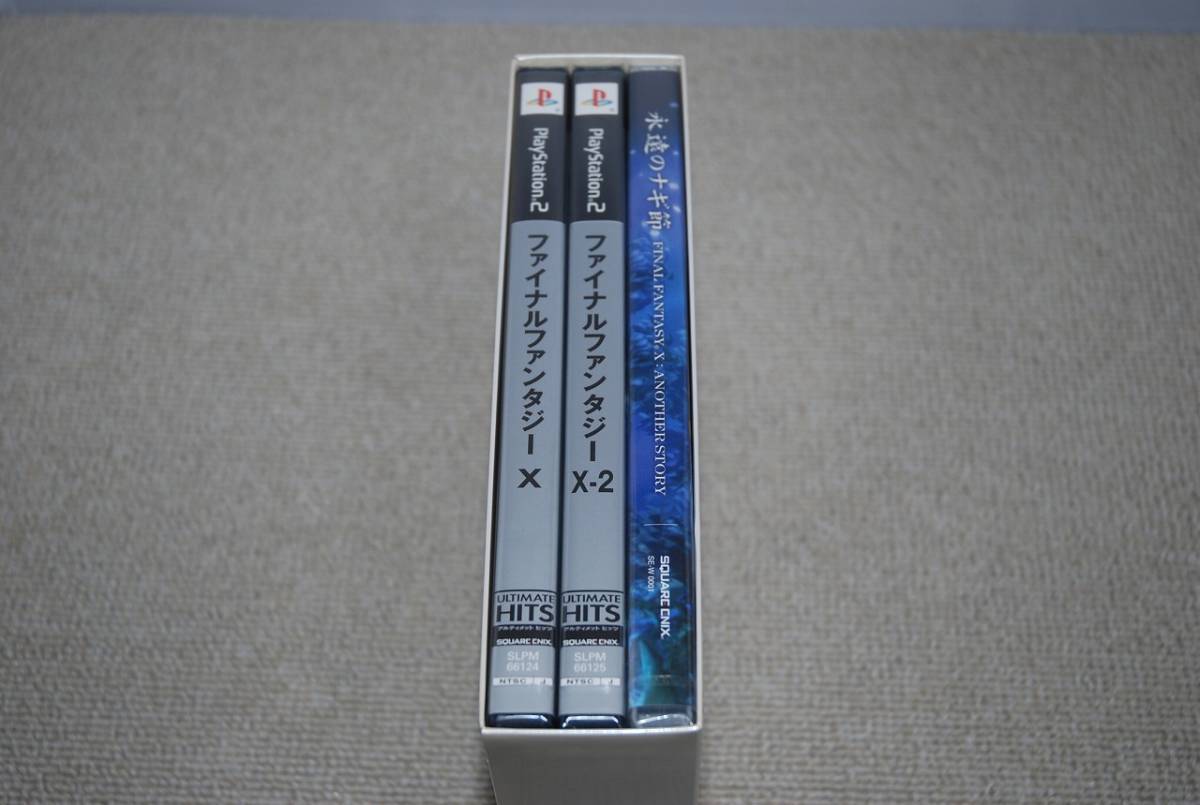 PlayStation®2
ファイナルファンタジー
X
ULTIMATE
HITS
アルティメット ヒッツ
SQUARE ENIX
SLPM
66124
NTSC J
PlayStation®2
ファイナルファンタジー
X-2
ULTIMATE
HITS
アルティメット ヒッツ
SQUARE ENIX
SLPM
66125
NTSC J
永遠のナギ節
FINAL FANTASY X : ANOTHER STORY
SQUARE ENIX
SE-W 0001